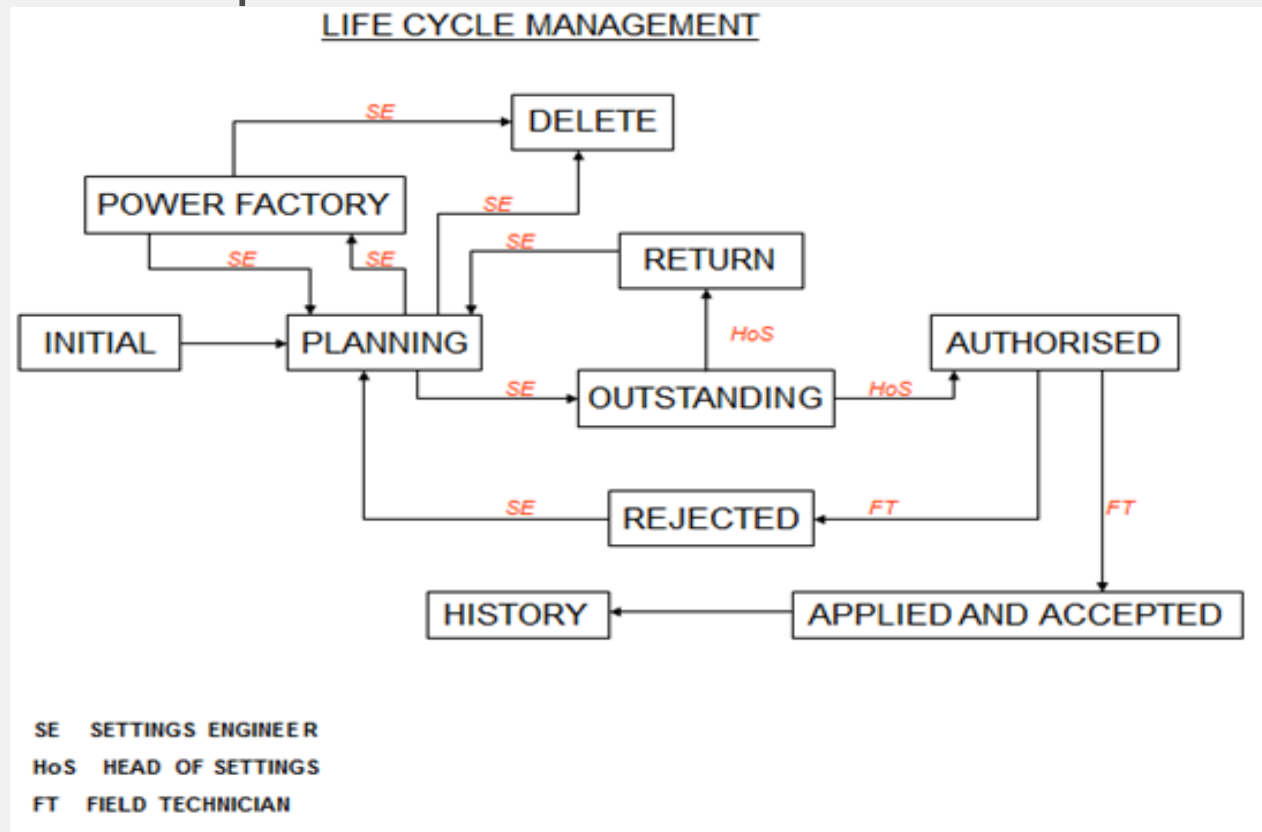 LIFE CYCLE MANAGEMENT
SE
DELETE
POWER FACTORY
SE
SE
SE
SE
RETURN
INITIAL
PLANNING
HoS
AUTHORISED
SE
OUTSTANDING
HoS
SE
REJECTED
FT
FT
HISTORY
APPLIED AND ACCEPTED
SE SETTINGS ENGINEER
HoS HEAD OF SETTINGS
FT FIELD TECHNICIAN